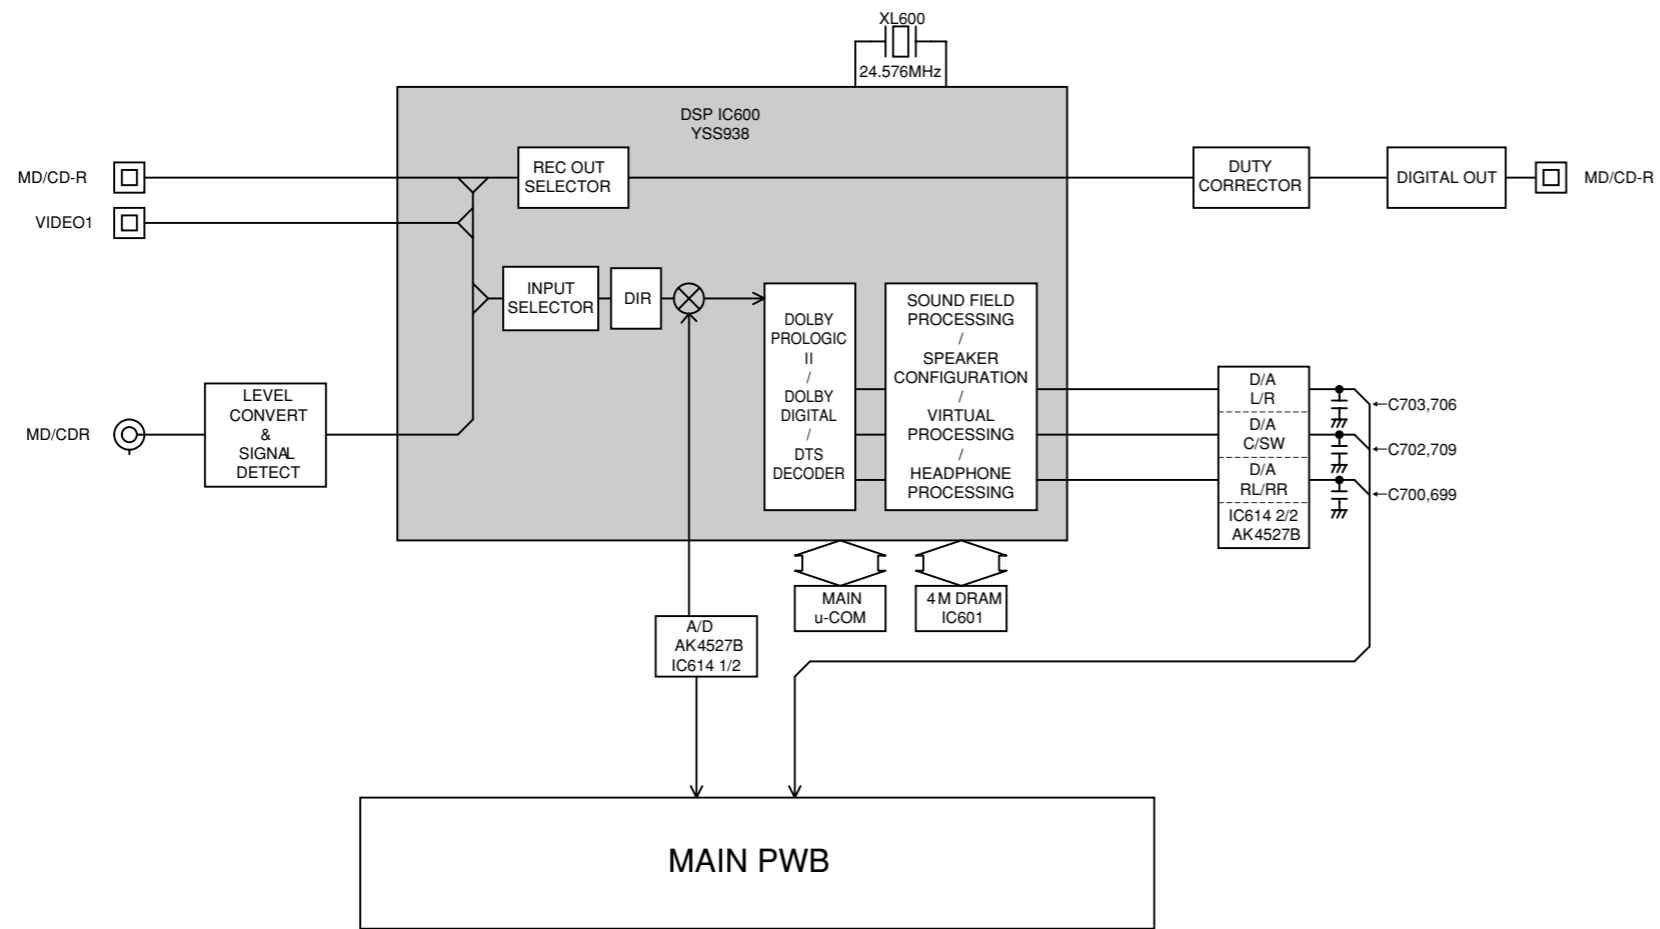 XL600
24.576MHz
DSP IC600
YSS938
MD/CD-R
REC OUT
SELECTOR
DUTY
CORRECTOR
DIGITAL OUT
MD/CD-R
VIDEO1
INPUT
SELECTOR
DIR
DOLBY
PROLOGIC
II
/
DOLBY
DIGITAL
/
DTS
DECODER
SOUND FIELD
PROCESSING
/
SPEAKER
CONFIGURATION
/
VIRTUAL
PROCESSING
/
HEADPHONE
PROCESSING
MD/CDR
LEVEL
CONVERT
&
SIGNAL
DETECT
D/A
L/R
D/A
C/SW
D/A
RL/RR
IC614 2/2
AK4527B
C703,706
C702,709
C700,699
MAIN
u-COM
4M DRAM
IC601
A/D
AK4527B
IC614 1/2
MAIN PWB